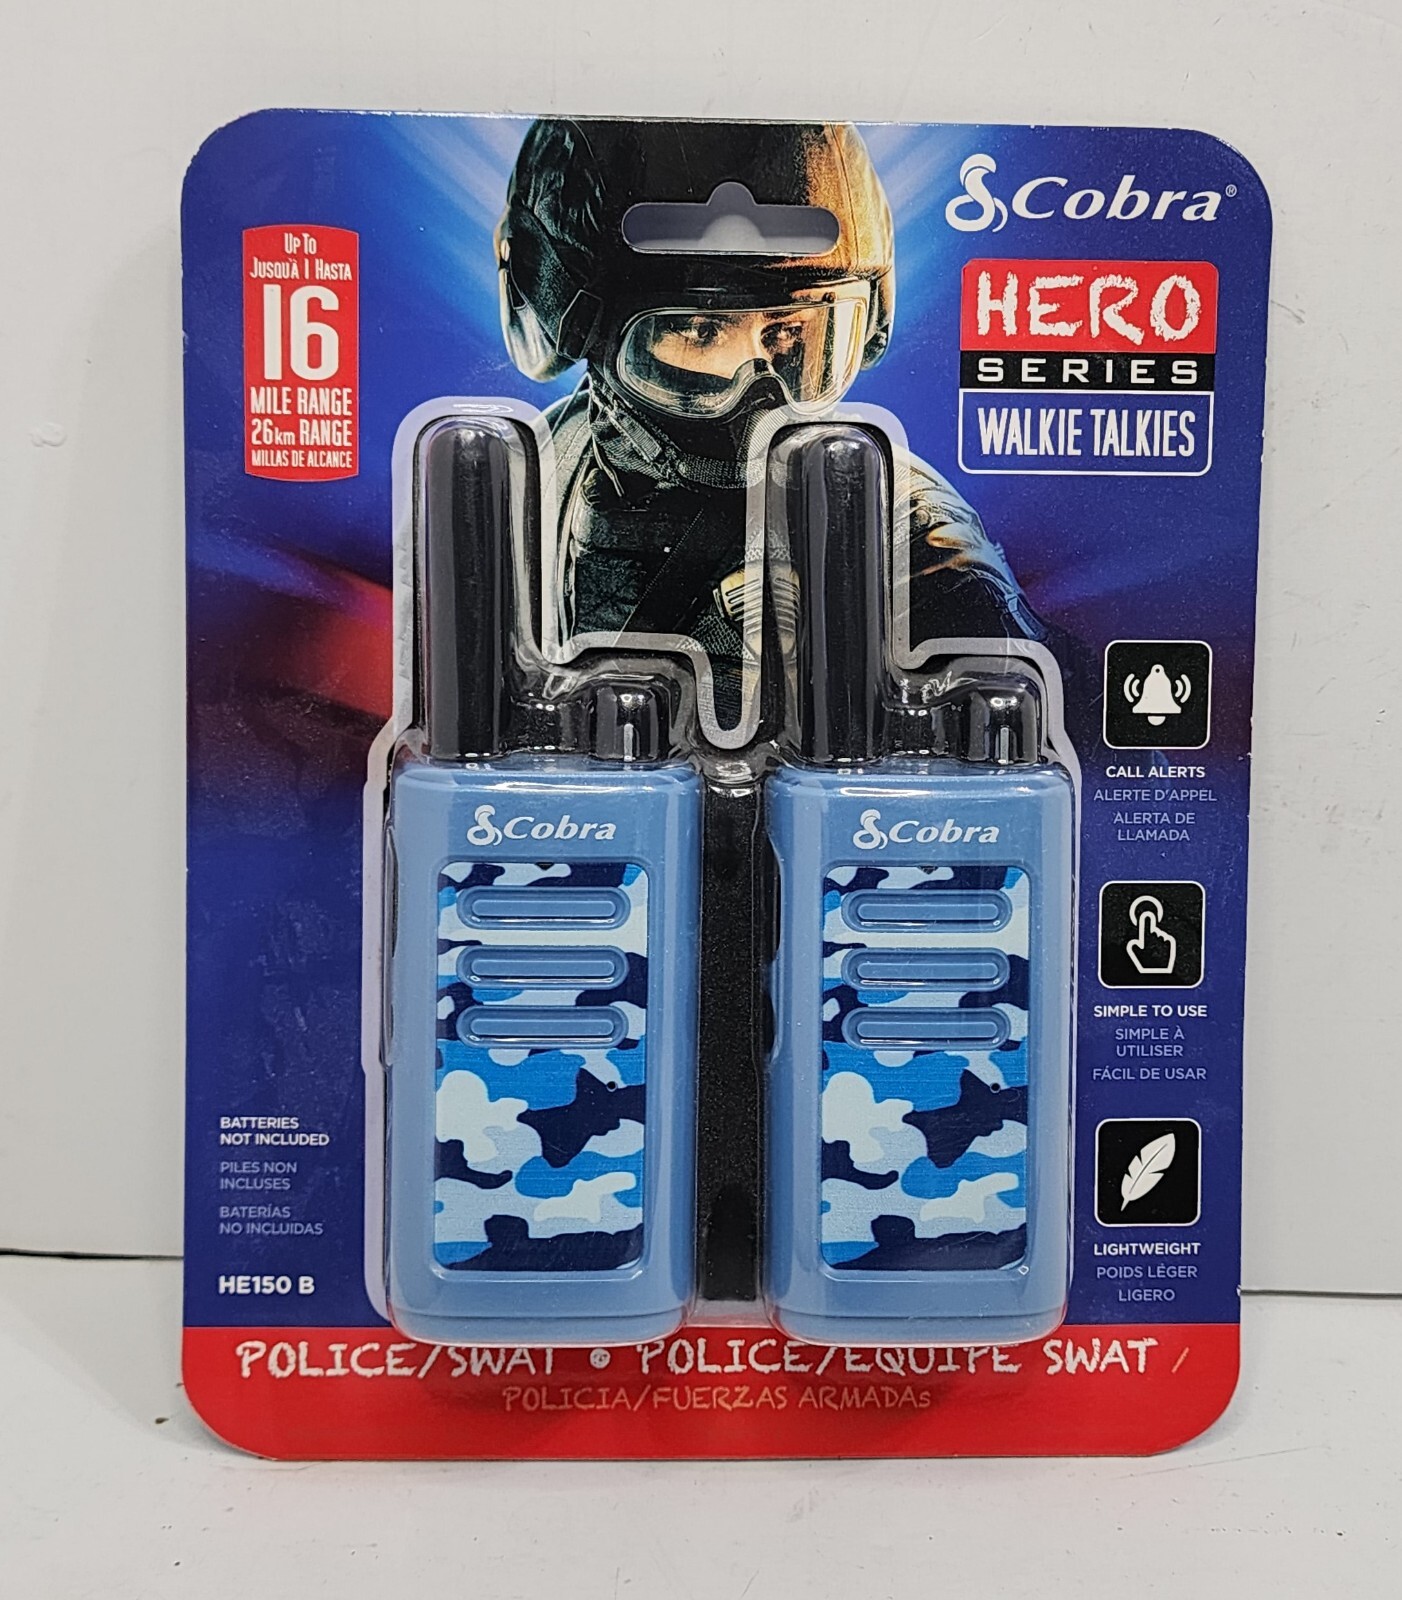 Cobra®
HERO
SERIES
WALKIE TALKIES
UP TO
JUSQU'À | HASTA
16
MILE RANGE
26km RANGE
MILLAS DE ALCANCE
Cobra
Cobra
CALL ALERTS
ALERTE D'APPEL
ALERTA DE
LLAMADA
SIMPLE TO USE
SIMPLE À
UTILISER
FÁCIL DE USAR
LIGHTWEIGHT
POIDS LÉGER
LIGERO
BATTERIES
NOT INCLUDED
PILES NON
INCLUSES
BATERÍAS
NO INCLUIDAS
HE150 B
POLICE/SWAT • POLICE/EQUIPE SWAT /
POLICIA/FUERZAS ARMADAS